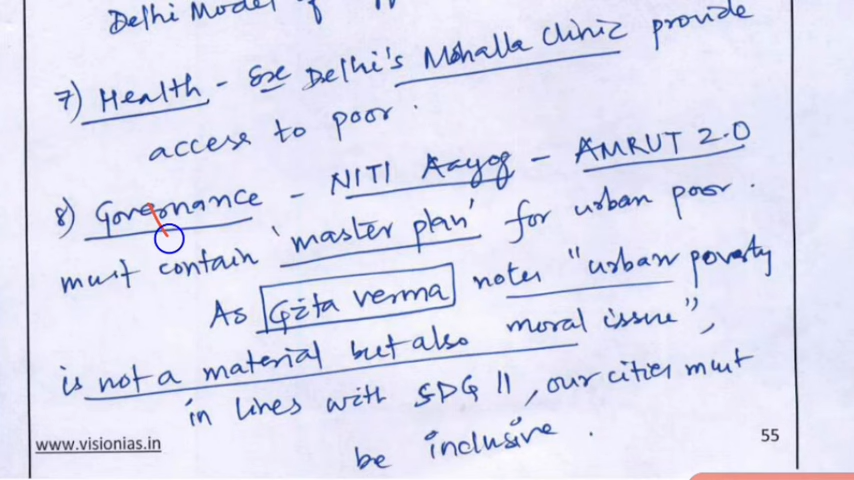 Delhi Model of
7) Health - Ex Delhi's Mohalla Clinic provide
access to poor.
8) Governance - NITI Aayog - AMRUT 2.0
must contain 'master plan' for urban poor.
As Gita verma notes "urban poverty
is not a material but also moral issue",
in lines with SDG 11, our cities must
be inclusive.
www.visionias.in
55